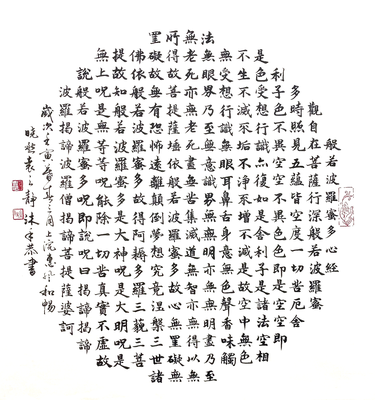 般若波羅蜜多心經
觀自在菩薩行深般若波羅蜜
多時照見五蘊皆空度一切苦厄舍
利子色不異空空不異色色即是空空即
是色受想行識亦復如是舍利子是諸法空相
不生不滅不垢不淨不增不減是故空中無色
無受想行識無眼耳鼻舌身意無色聲香味觸
法無眼界乃至無意識界無無明亦無無明盡乃至
無老死亦無老死盡無苦集滅道無智亦無得以無
所得故菩提薩埵依般若波羅蜜多故心無罣礙無
罣礙故無有恐怖遠離顛倒夢想究竟涅槃三世諸
佛依般若波羅蜜多故得阿耨多羅三藐三菩
提故知般若波羅蜜多是大神咒是大明咒是
無上咒是無等等咒能除一切苦真實不虛故
說般若波羅蜜多咒即說咒曰揭諦揭諦
波羅揭諦波羅僧揭諦菩提薩婆訶
歲次壬寅春月上浣惠風和暢
袁之靜沐手恭書